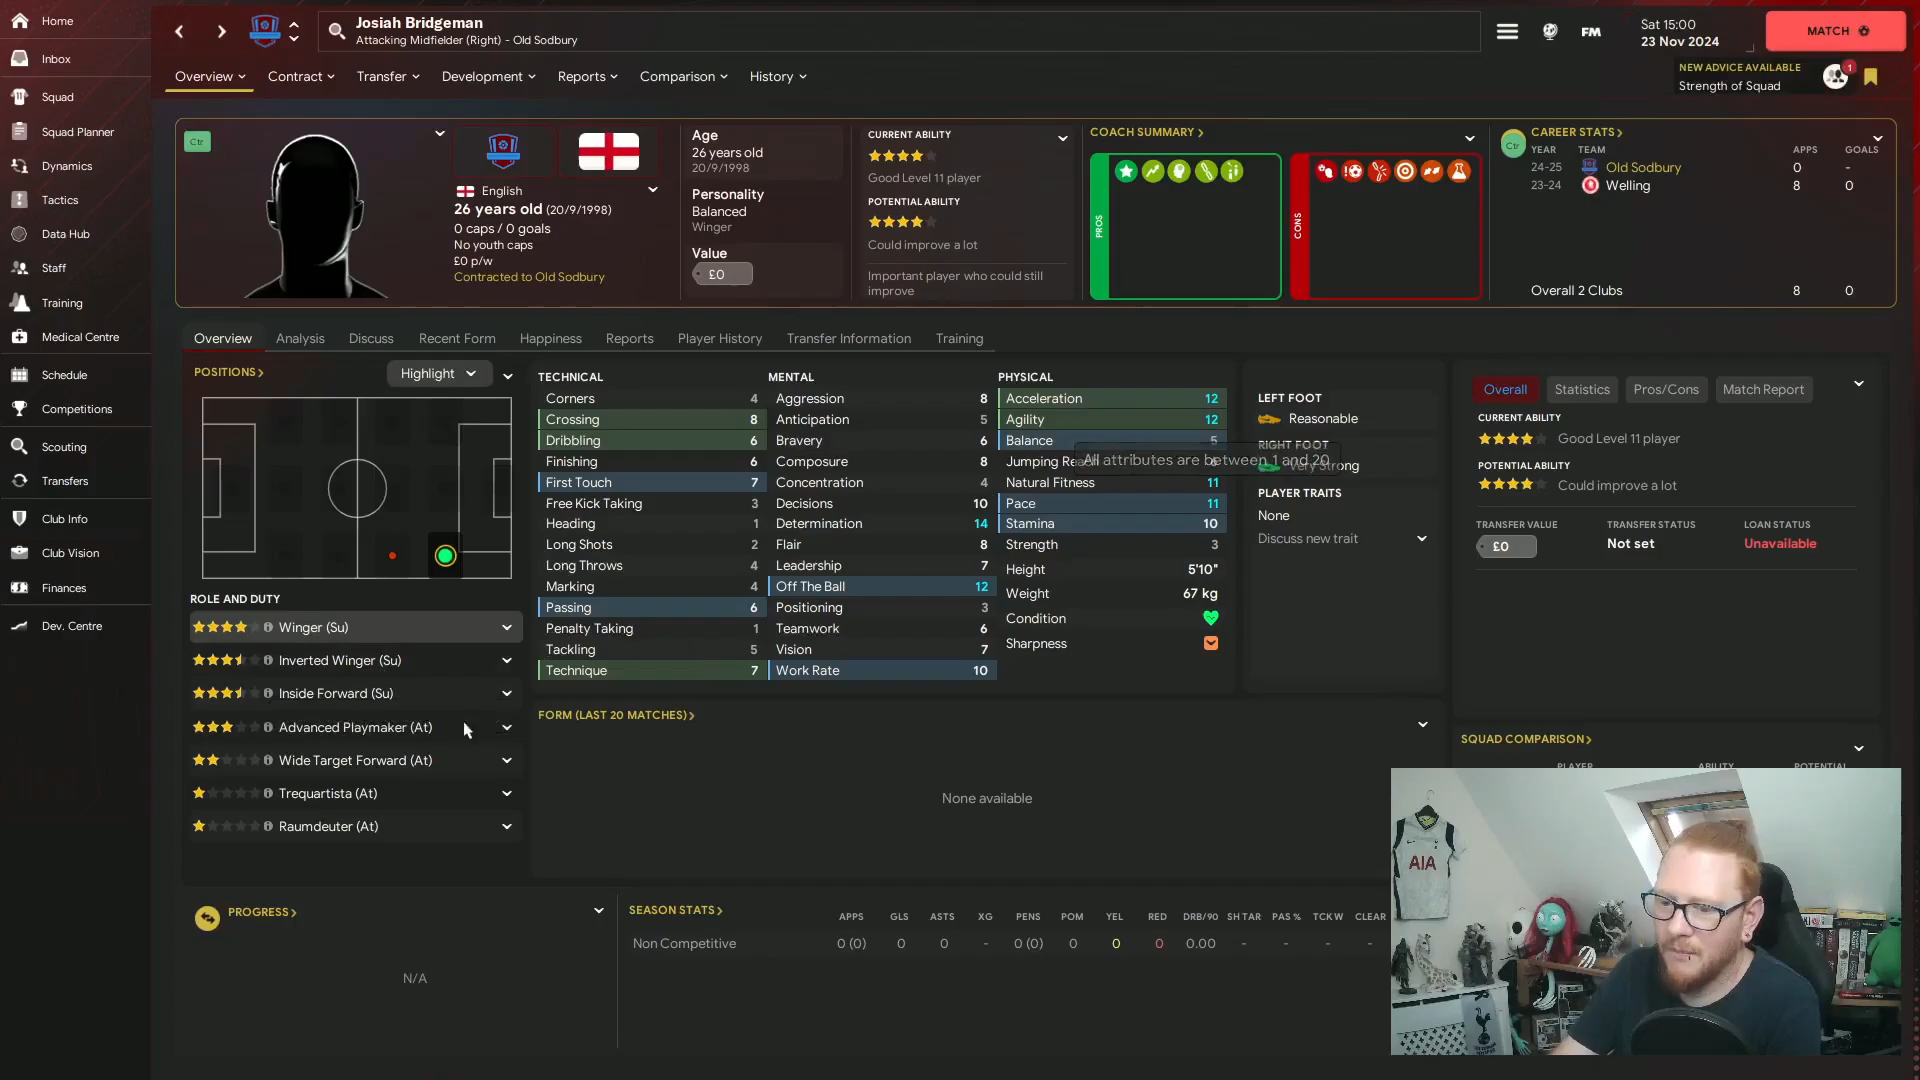 Home
Inbox
Squad
Squad Planner
Dynamics
Tactics
Data Hub
Staff
Training
Medical Centre
Schedule
Competitions
Scouting
Transfers
Club Info
Club Vision
Finances
Dev. Centre
Josiah Bridgeman
Attacking Midfielder (Right) - Old Sodbury
FM
Sat 15:00
23 Nov 2024
MATCH
Overview
Contract
Transfer
Development
Reports
Comparison
History
NEW ADVICE AVAILABLE
Strength of Squad
1
Ctr
English
26 years old (20/9/1998)
0 caps / 0 goals
No youth caps
£0 p/w
Contracted to Old Sodbury
Age
26 years old
20/9/1998
Personality
Balanced
Winger
Value
£0
CURRENT ABILITY
Good Level 11 player
POTENTIAL ABILITY
Could improve a lot
Important player who could still
improve
COACH SUMMARY
PROS
CONS
Ctr
CAREER STATS
YEAR TEAM APPS GOALS
24-25 Old Sodbury 0 -
23-24 Welling 8 0
Overall 2 Clubs 8 0
Overview
Analysis
Discuss
Recent Form
Happiness
Reports
Player History
Transfer Information
Training
POSITIONS
Highlight
ROLE AND DUTY
Winger (Su)
Inverted Winger (Su)
Inside Forward (Su)
Advanced Playmaker (At)
Wide Target Forward (At)
Trequartista (At)
Raumdeuter (At)
TECHNICAL
Corners 4
Crossing 8
Dribbling 6
Finishing 6
First Touch 7
Free Kick Taking 3
Heading 1
Long Shots 2
Long Throws 4
Marking 4
Passing 6
Penalty Taking 1
Tackling 5
Technique 7
MENTAL
Aggression 8
Anticipation 5
Bravery 6
Composure 8
Concentration 4
Decisions 10
Determination 14
Flair 8
Leadership 7
Off The Ball 12
Positioning 3
Teamwork 6
Vision 7
Work Rate 10
PHYSICAL
Acceleration 12
Agility 12
Balance 5
Jumping
All attributes are between 1 and 20
Natural Fitness 11
Pace 11
Stamina 10
Strength 3
Height 5'10"
Weight 67 kg
Condition
Sharpness
LEFT FOOT
Reasonable
RIGHT FOOT
Very Strong
PLAYER TRAITS
None
Discuss new trait
Overall
Statistics
Pros/Cons
Match Report
CURRENT ABILITY
Good Level 11 player
POTENTIAL ABILITY
Could improve a lot
TRANSFER VALUE TRANSFER STATUS LOAN STATUS
£0 Not set Unavailable
FORM (LAST 20 MATCHES)
None available
SQUAD COMPARISON
PLAYER ABILITY POTENTIAL
PROGRESS
N/A
SEASON STATS
APPS GLS ASTS XG PENS POM YEL RED DRB/90 SH TAR PAS % TCK W CLEAR
Non Competitive 0 (0) 0 0 - 0 (0) 0 0 0 0.00 - - - -
AIA